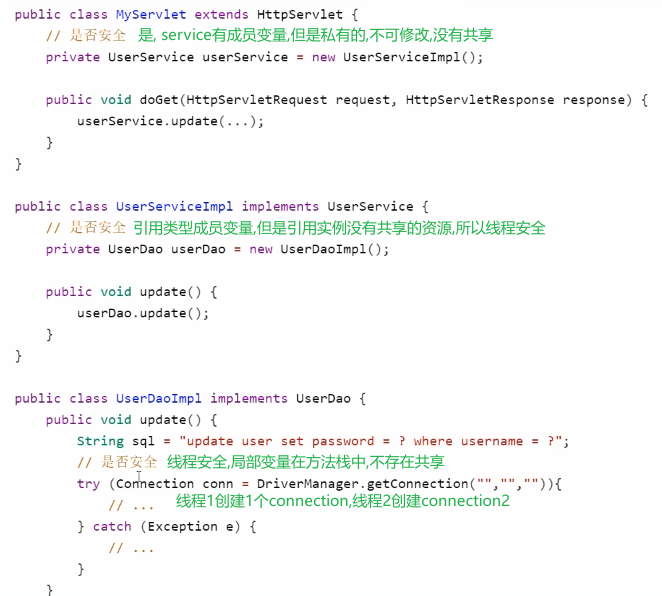 public class MyServlet extends HttpServlet {
// 是否安全 是, service有成员变量,但是私有的,不可修改,没有共享
private UserService userService = new UserServiceImpl();
public void doGet(HttpServletRequest request, HttpServletResponse response) {
userService.update(...);
}
}
public class UserServiceImpl implements UserService {
// 是否安全 引用类型成员变量,但是引用实例没有共享的资源,所以线程安全
private UserDao userDao = new UserDaoImpl();
public void update() {
userDao.update();
}
}
public class UserDaoImpl implements UserDao {
public void update() {
String sql = "update user set password = ? where username = ?";
// 是否安全 线程安全,局部变量在方法栈中,不存在共享
try (Connection conn = DriverManager.getConnection("","","")){
// ... 线程1创建1个connection,线程2创建connection2
} catch (Exception e) {
// ...
}
}